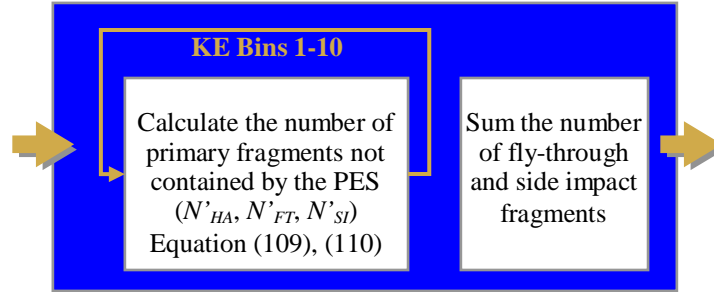 KE Bins 1-10
Calculate the number of
primary fragments not
contained by the PES
(N’HA, N’FT, N’SI)
Equation (109), (110)
Sum the number
of fly-through
and side impact
fragments